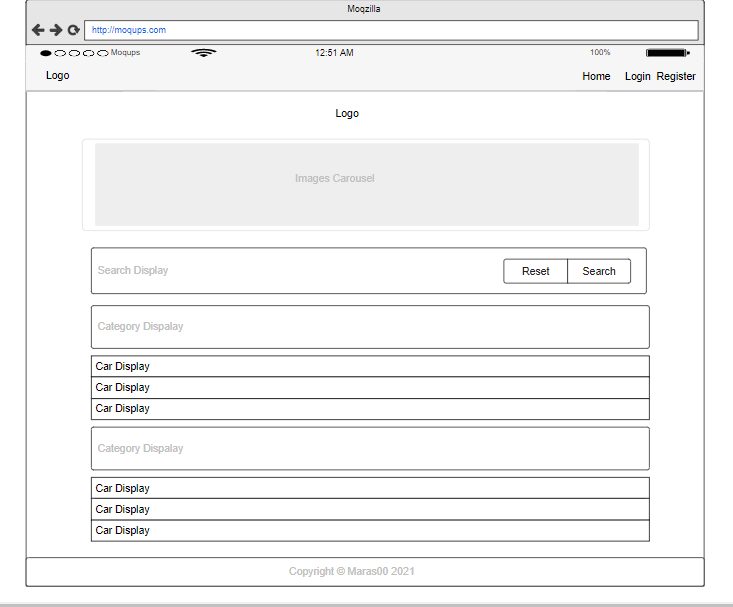 Moqzilla
http://moqups.com
Moqups 12:51 AM 100%
Logo Home Login Register
Logo
Images Carousel
Search Display Reset Search
Category Dispalay
Car Display
Car Display
Car Display
Category Dispalay
Car Display
Car Display
Car Display
Copyright © Maras00 2021